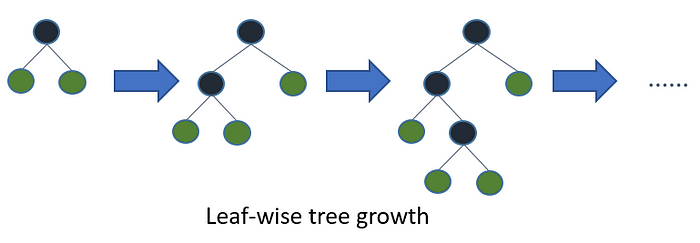 ......
Leaf-wise tree growth